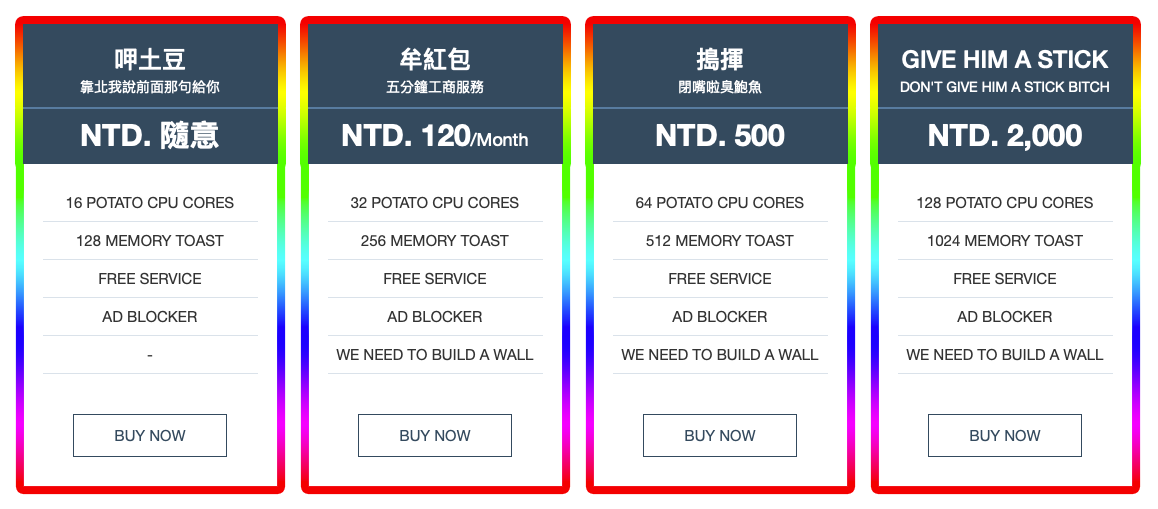 呷土豆
靠北我說前面那句給你
NTD. 隨意
16 POTATO CPU CORES
128 MEMORY TOAST
FREE SERVICE
AD BLOCKER
-
BUY NOW
牟紅包
五分鐘工商服務
NTD. 120/Month
32 POTATO CPU CORES
256 MEMORY TOAST
FREE SERVICE
AD BLOCKER
WE NEED TO BUILD A WALL
BUY NOW
搗揮
閉嘴啦臭鮑魚
NTD. 500
64 POTATO CPU CORES
512 MEMORY TOAST
FREE SERVICE
AD BLOCKER
WE NEED TO BUILD A WALL
BUY NOW
GIVE HIM A STICK
DON'T GIVE HIM A STICK BITCH
NTD. 2,000
128 POTATO CPU CORES
1024 MEMORY TOAST
FREE SERVICE
AD BLOCKER
WE NEED TO BUILD A WALL
BUY NOW